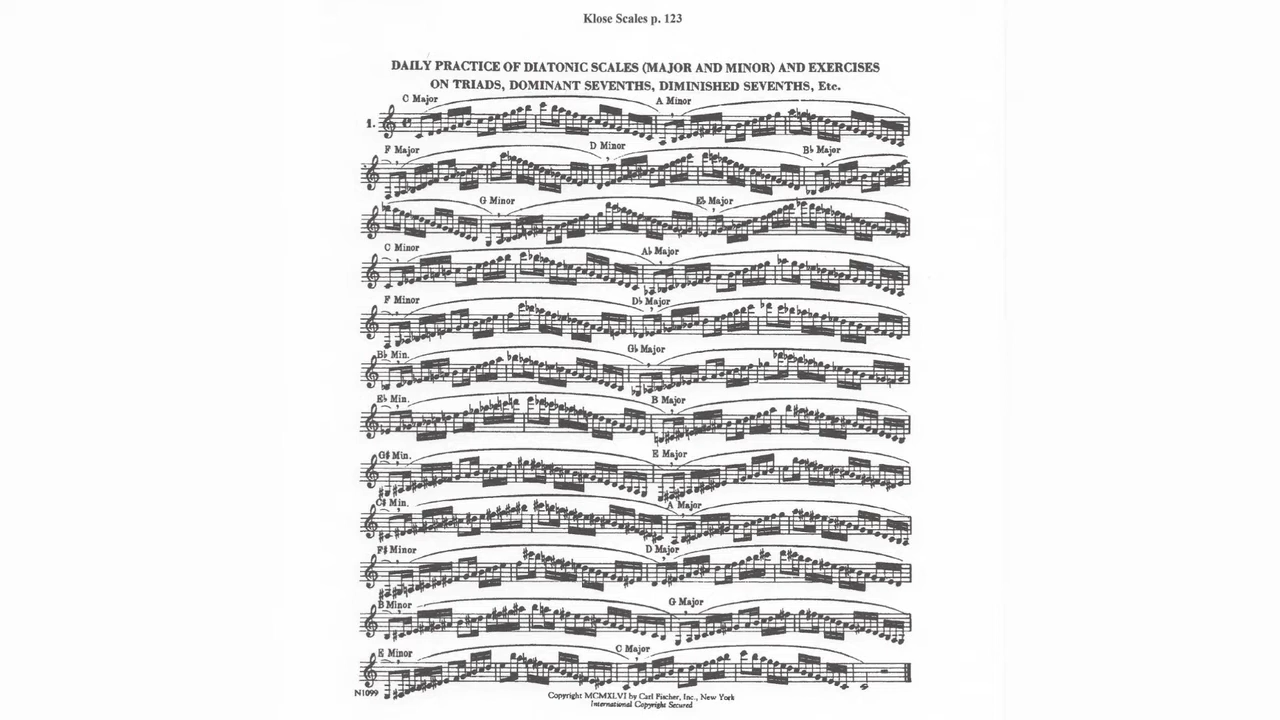 Klose Scales p. 123
DAILY PRACTICE OF DIATONIC SCALES (MAJOR AND MINOR) AND EXERCISES
ON TRIADS, DOMINANT SEVENTHS, DIMINISHED SEVENTHS, Etc.
C Major A Minor
1.
F Major D Minor B♭ Major
G Minor E♭ Major
C Minor A♭ Major
F Minor D♭ Major
B♭ Min. G♭ Major
E♭ Min. B Major
G♯ Min. E Major
C♯ Min. A Major
F♯ Minor D Major
B Minor G Major
E Minor C Major
N1099
Copyright MCMXLVI by Carl Fischer, Inc., New York
International Copyright Secured